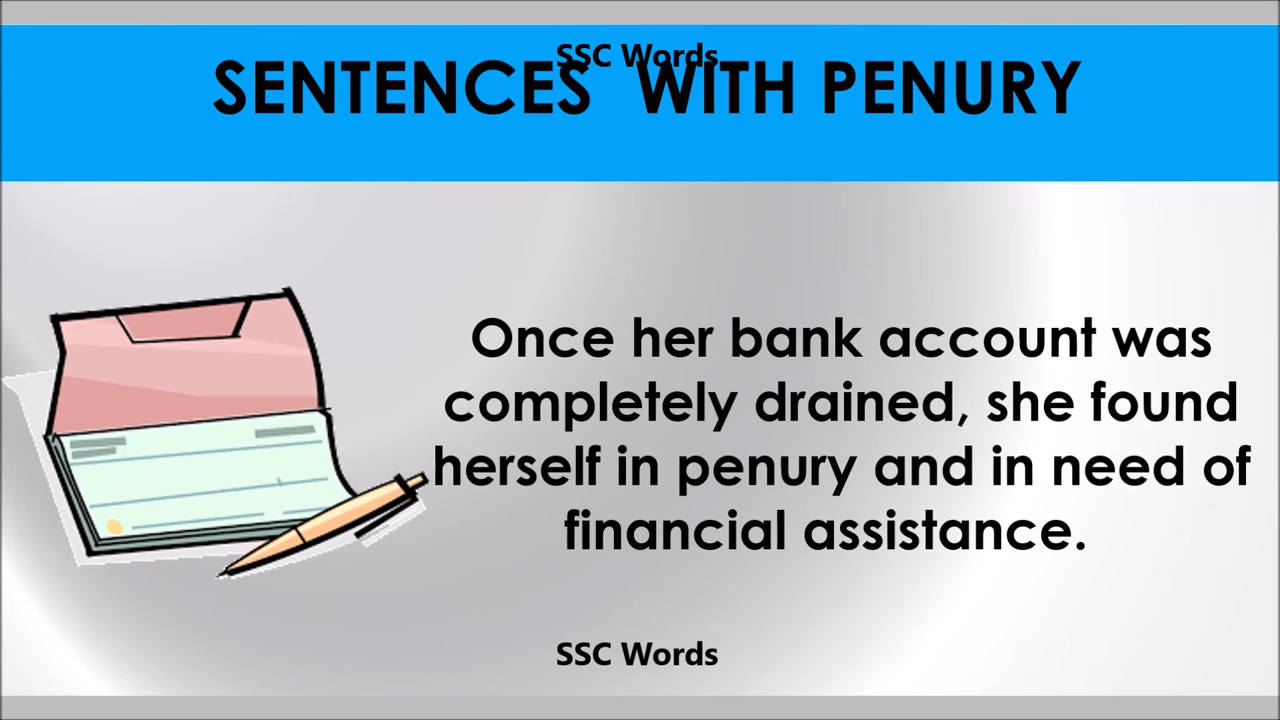 SSC Words
SENTENCES WITH PENURY
Once her bank account was
completely drained, she found
herself in penury and in need of
financial assistance.
SSC Words